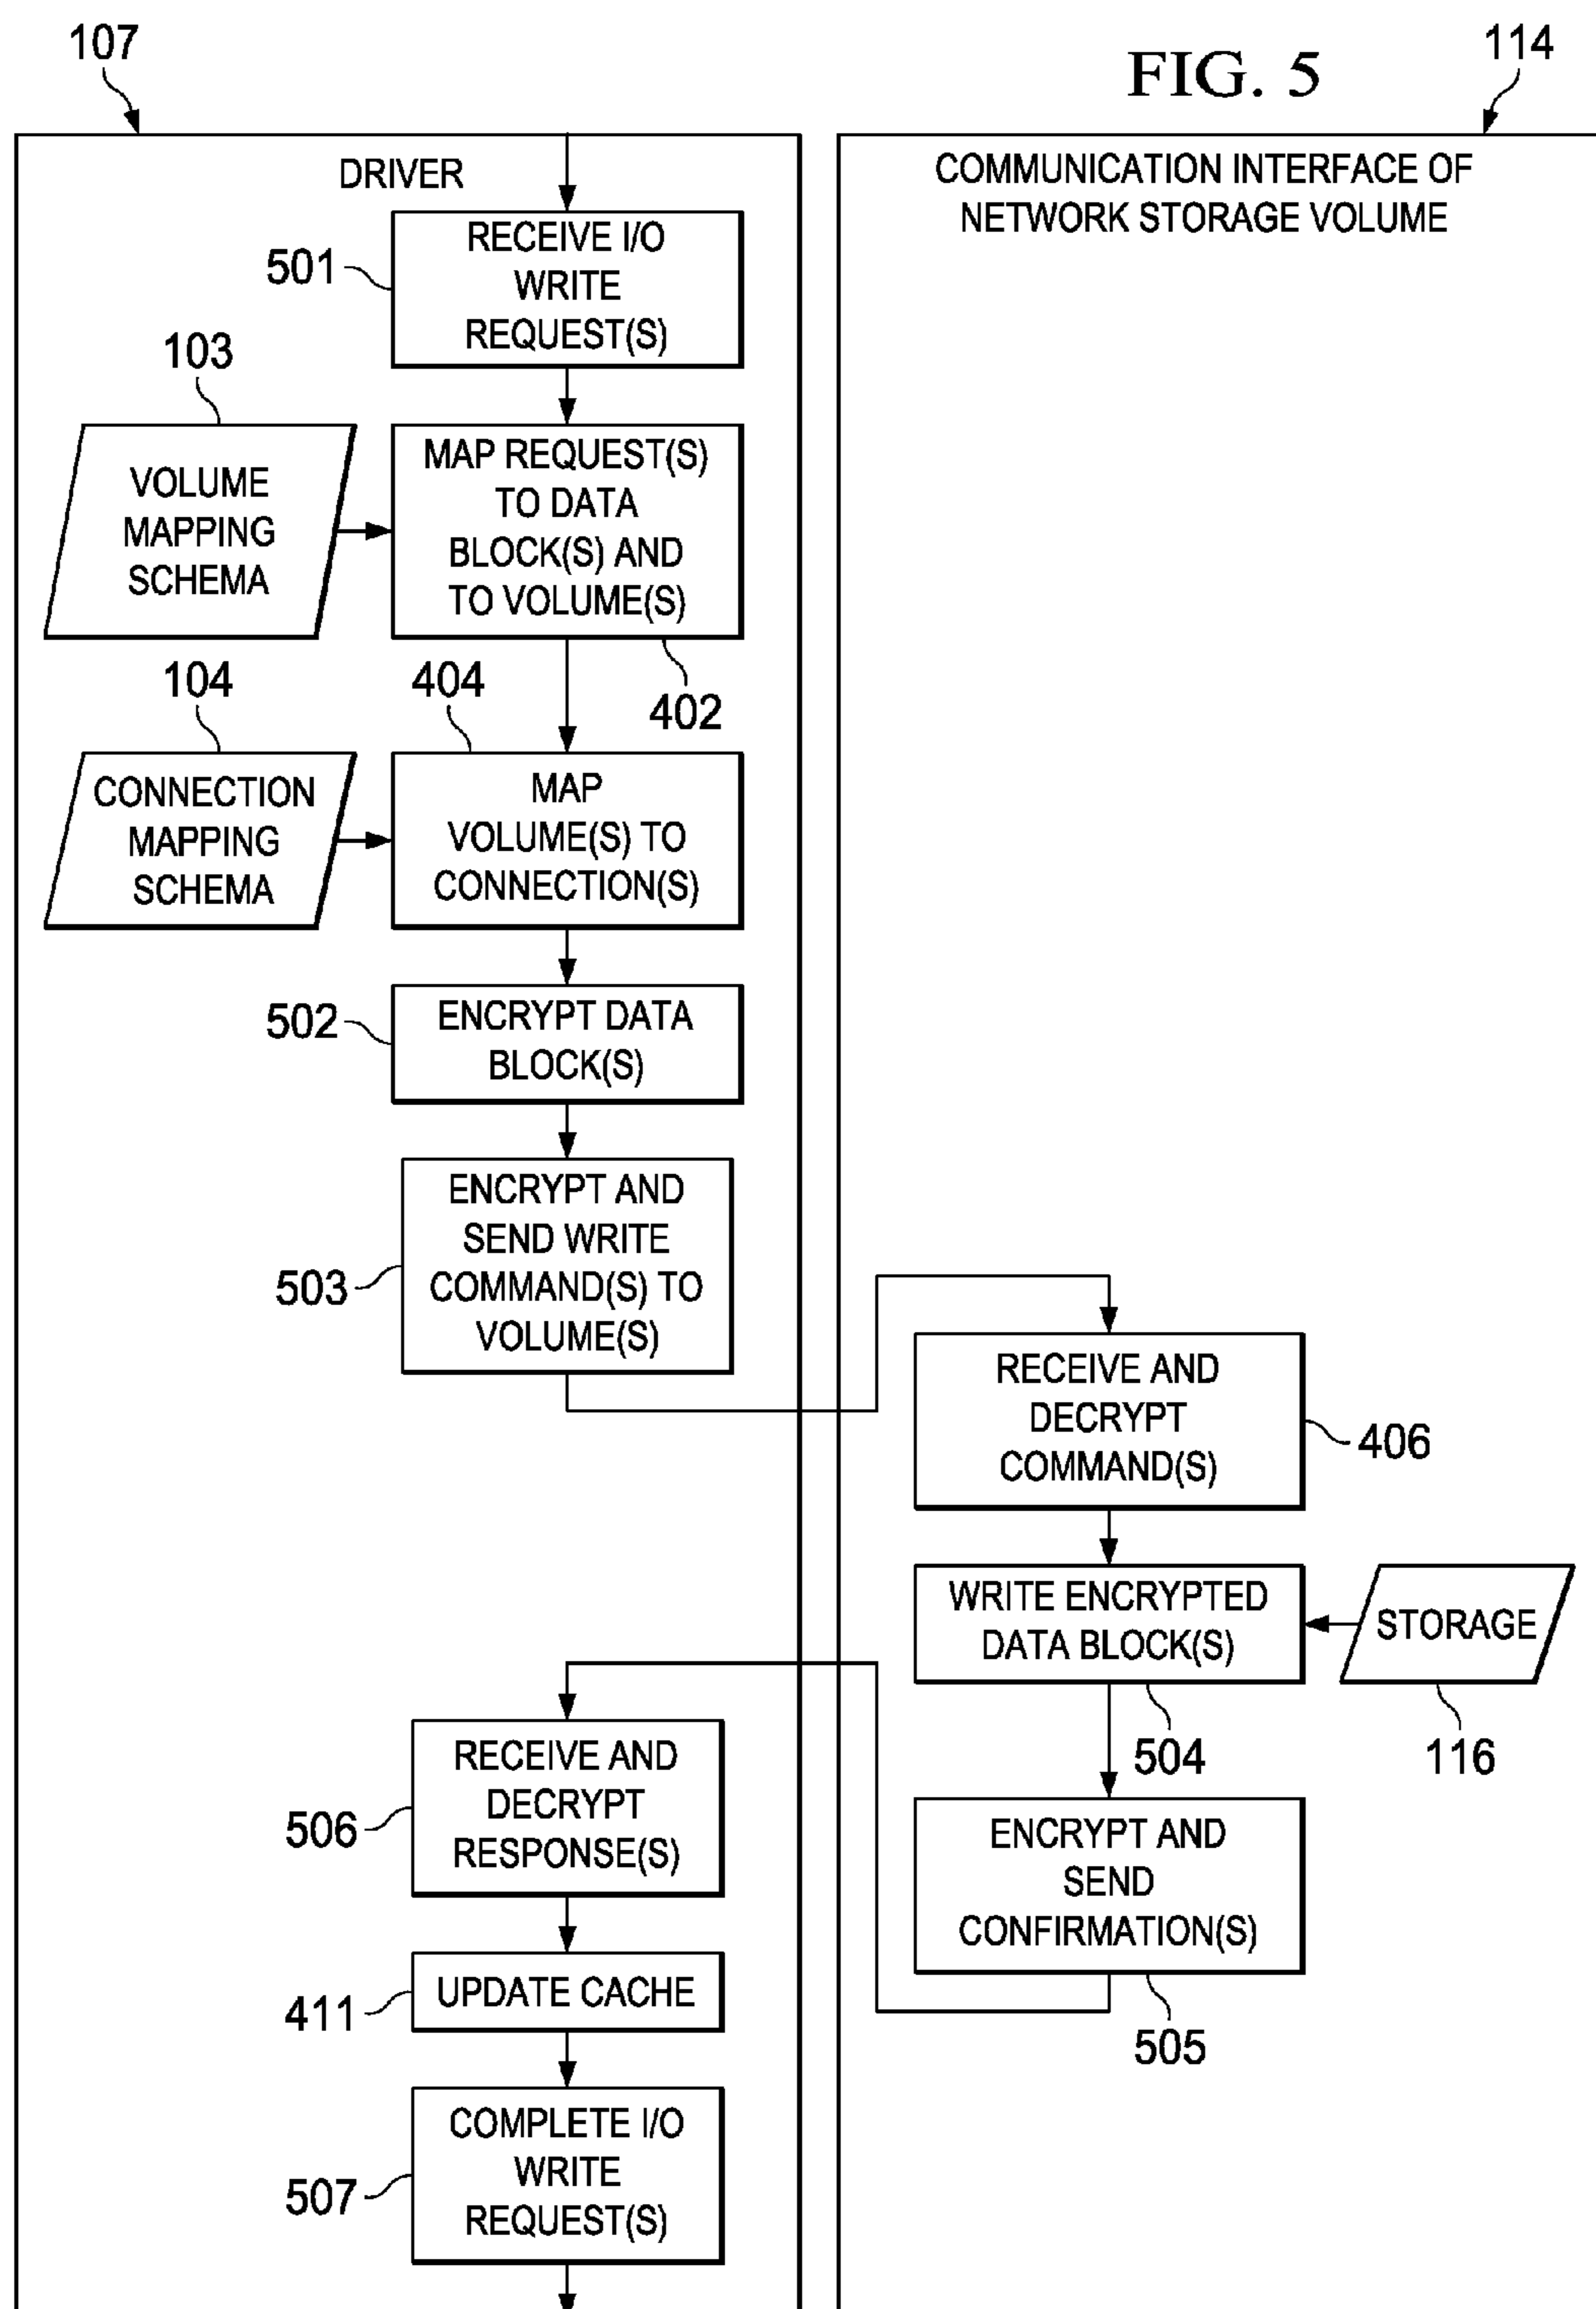 107
FIG. 5
114
DRIVER
COMMUNICATION INTERFACE OF
NETWORK STORAGE VOLUME
501
RECEIVE I/O
WRITE
REQUEST(S)
103
VOLUME
MAPPING
SCHEMA
MAP REQUEST(S)
TO DATA
BLOCK(S) AND
TO VOLUME(S)
402
104
404
CONNECTION
MAPPING
SCHEMA
MAP
VOLUME(S) TO
CONNECTION(S)
502
ENCRYPT DATA
BLOCK(S)
503
ENCRYPT AND
SEND WRITE
COMMAND(S) TO
VOLUME(S)
RECEIVE AND
DECRYPT
COMMAND(S)
406
WRITE ENCRYPTED
DATA BLOCK(S)
STORAGE
504
116
ENCRYPT AND
SEND
CONFIRMATION(S)
505
506
RECEIVE AND
DECRYPT
RESPONSE(S)
411
UPDATE CACHE
507
COMPLETE I/O
WRITE
REQUEST(S)